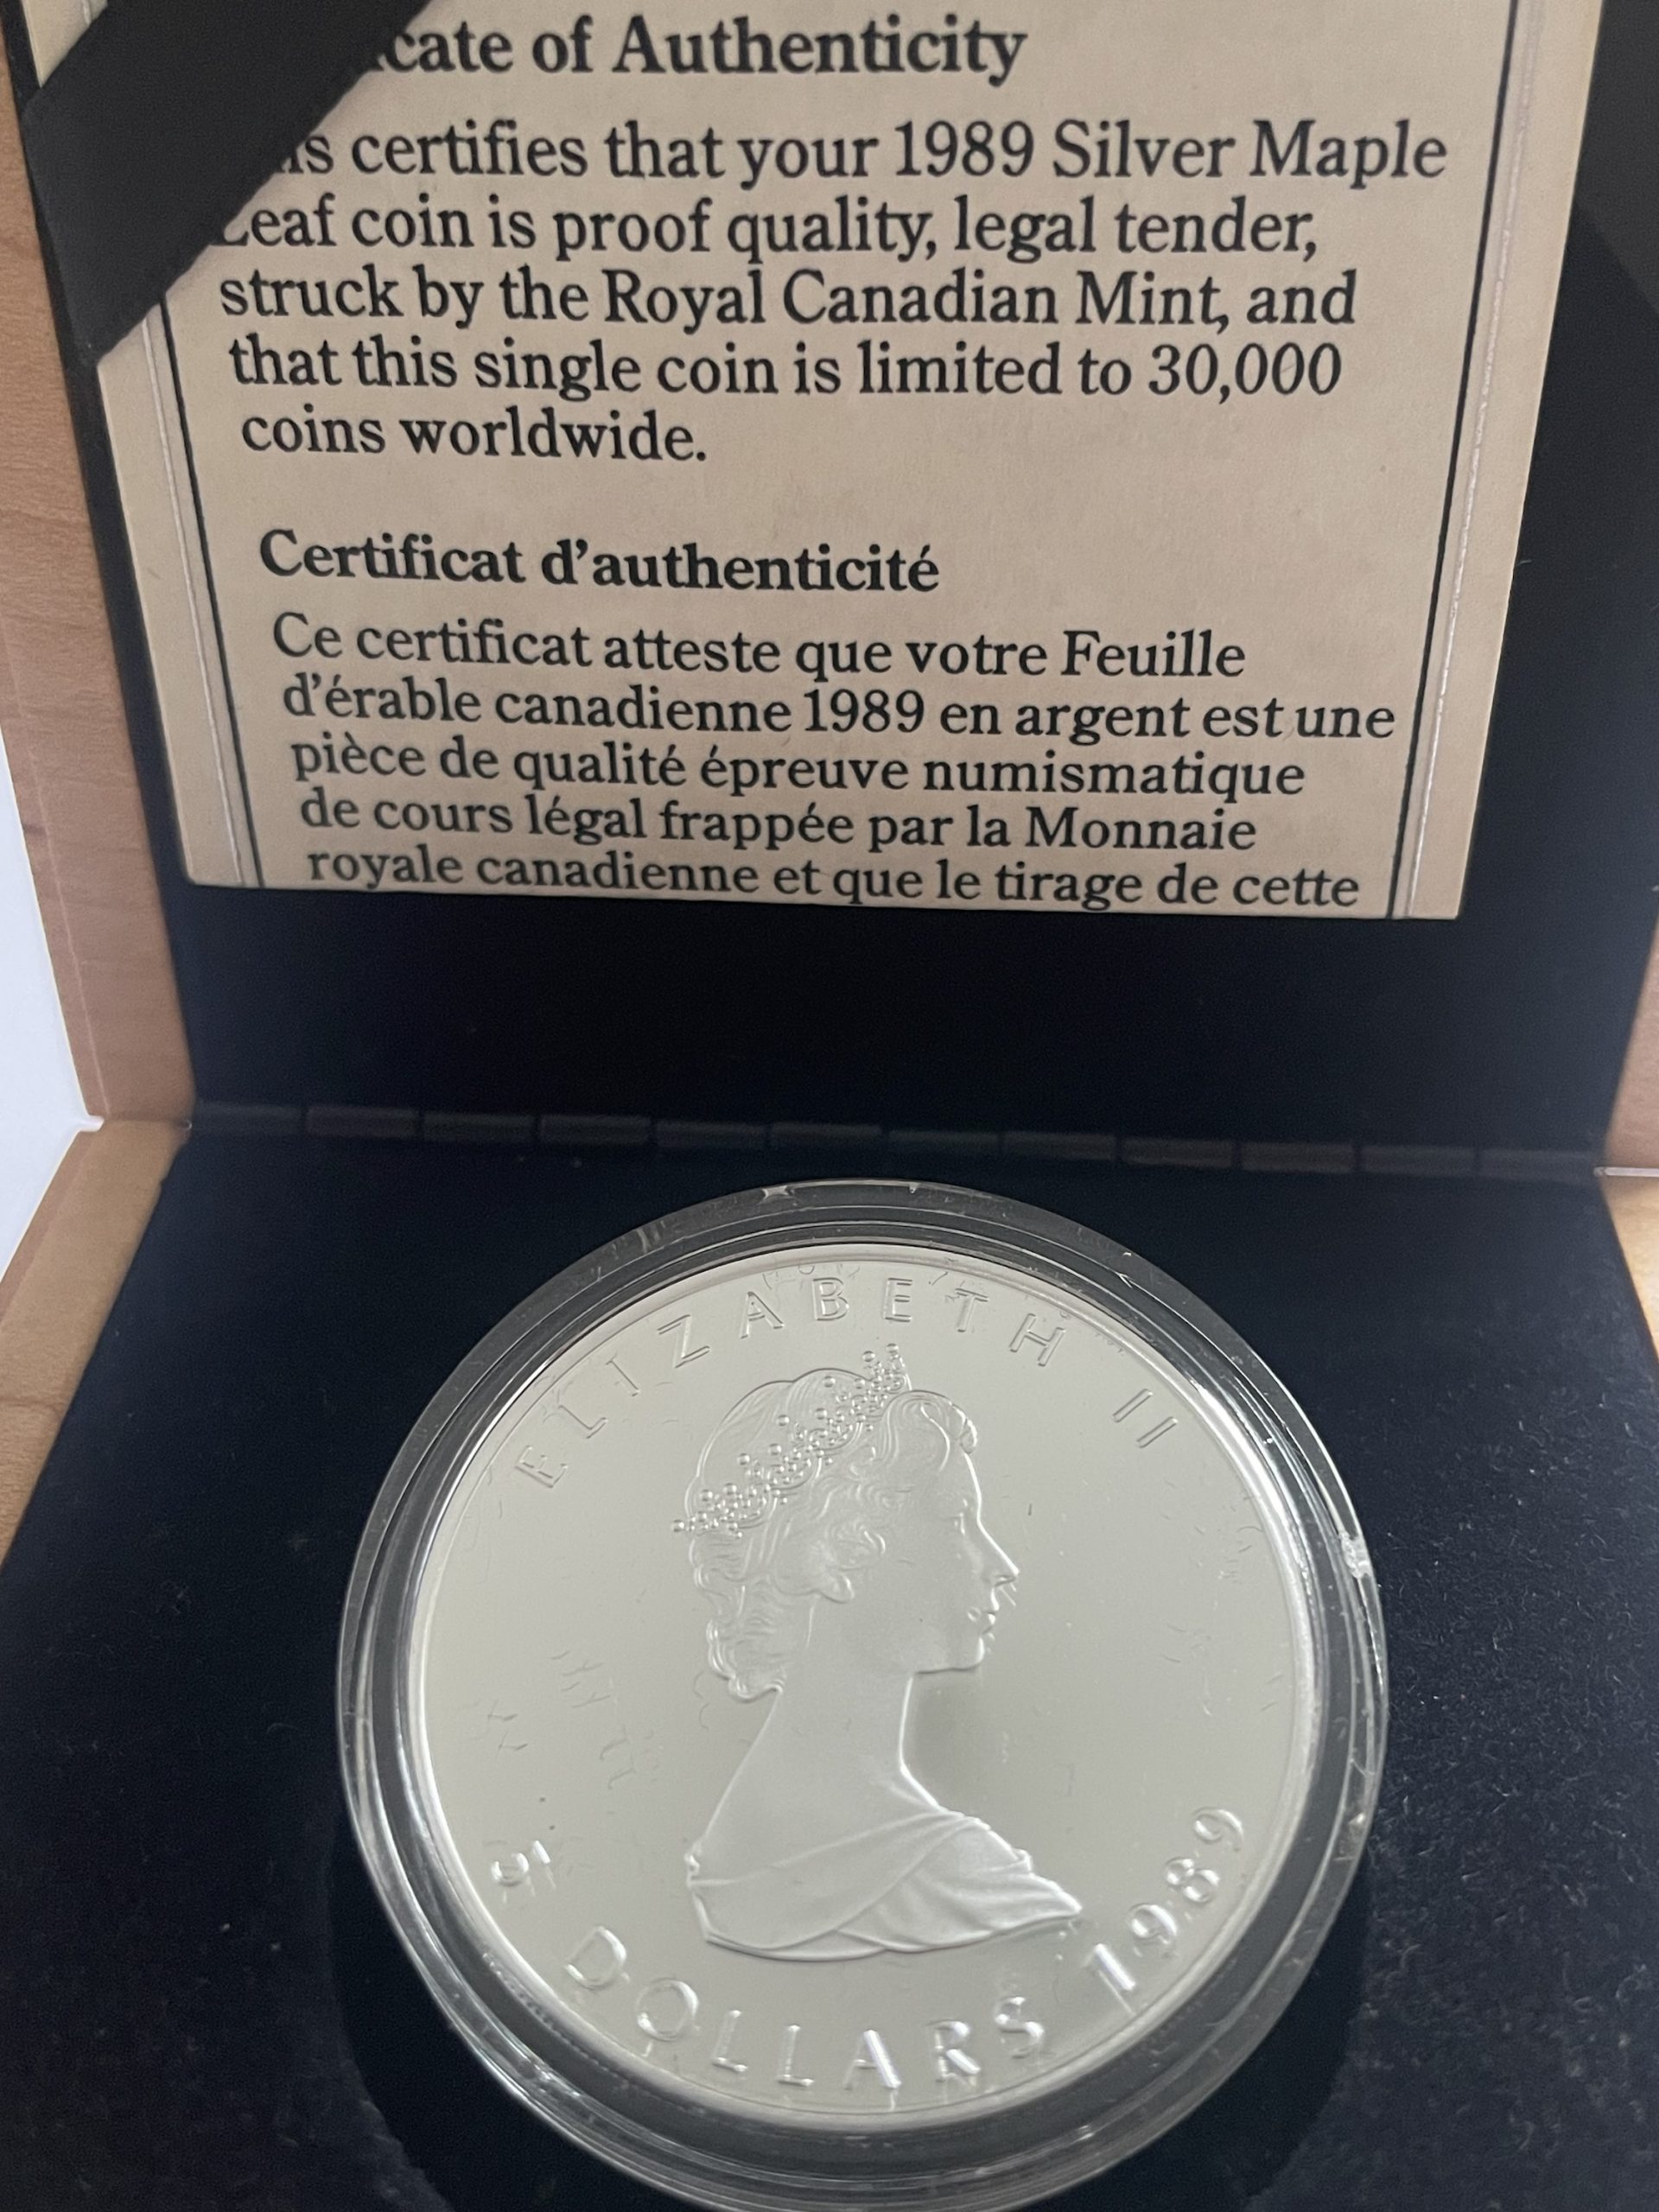 cate of Authenticity
is certifies that your 1989 Silver Maple
Leaf coin is proof quality, legal tender,
struck by the Royal Canadian Mint, and
that this single coin is limited to 30,000
coins worldwide.
Certificat d'authenticité
Ce certificat atteste que votre Feuille
d'érable canadienne 1989 en argent est une
pièce de qualité épreuve numismatique
de cours légal frappée par la Monnaie
royale canadienne et que le tirage de cette
ELIZABETH II
5 DOLLARS 1989